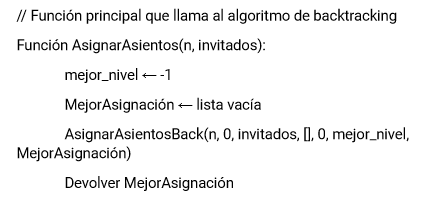 // Función principal que llama al algoritmo de backtracking
Función AsignarAsientos(n, invitados):
mejor_nivel ← -1
MejorAsignación ← lista vacía
AsignarAsientosBack(n, 0, invitados, [], 0, mejor_nivel,
MejorAsignación)
Devolver MejorAsignación